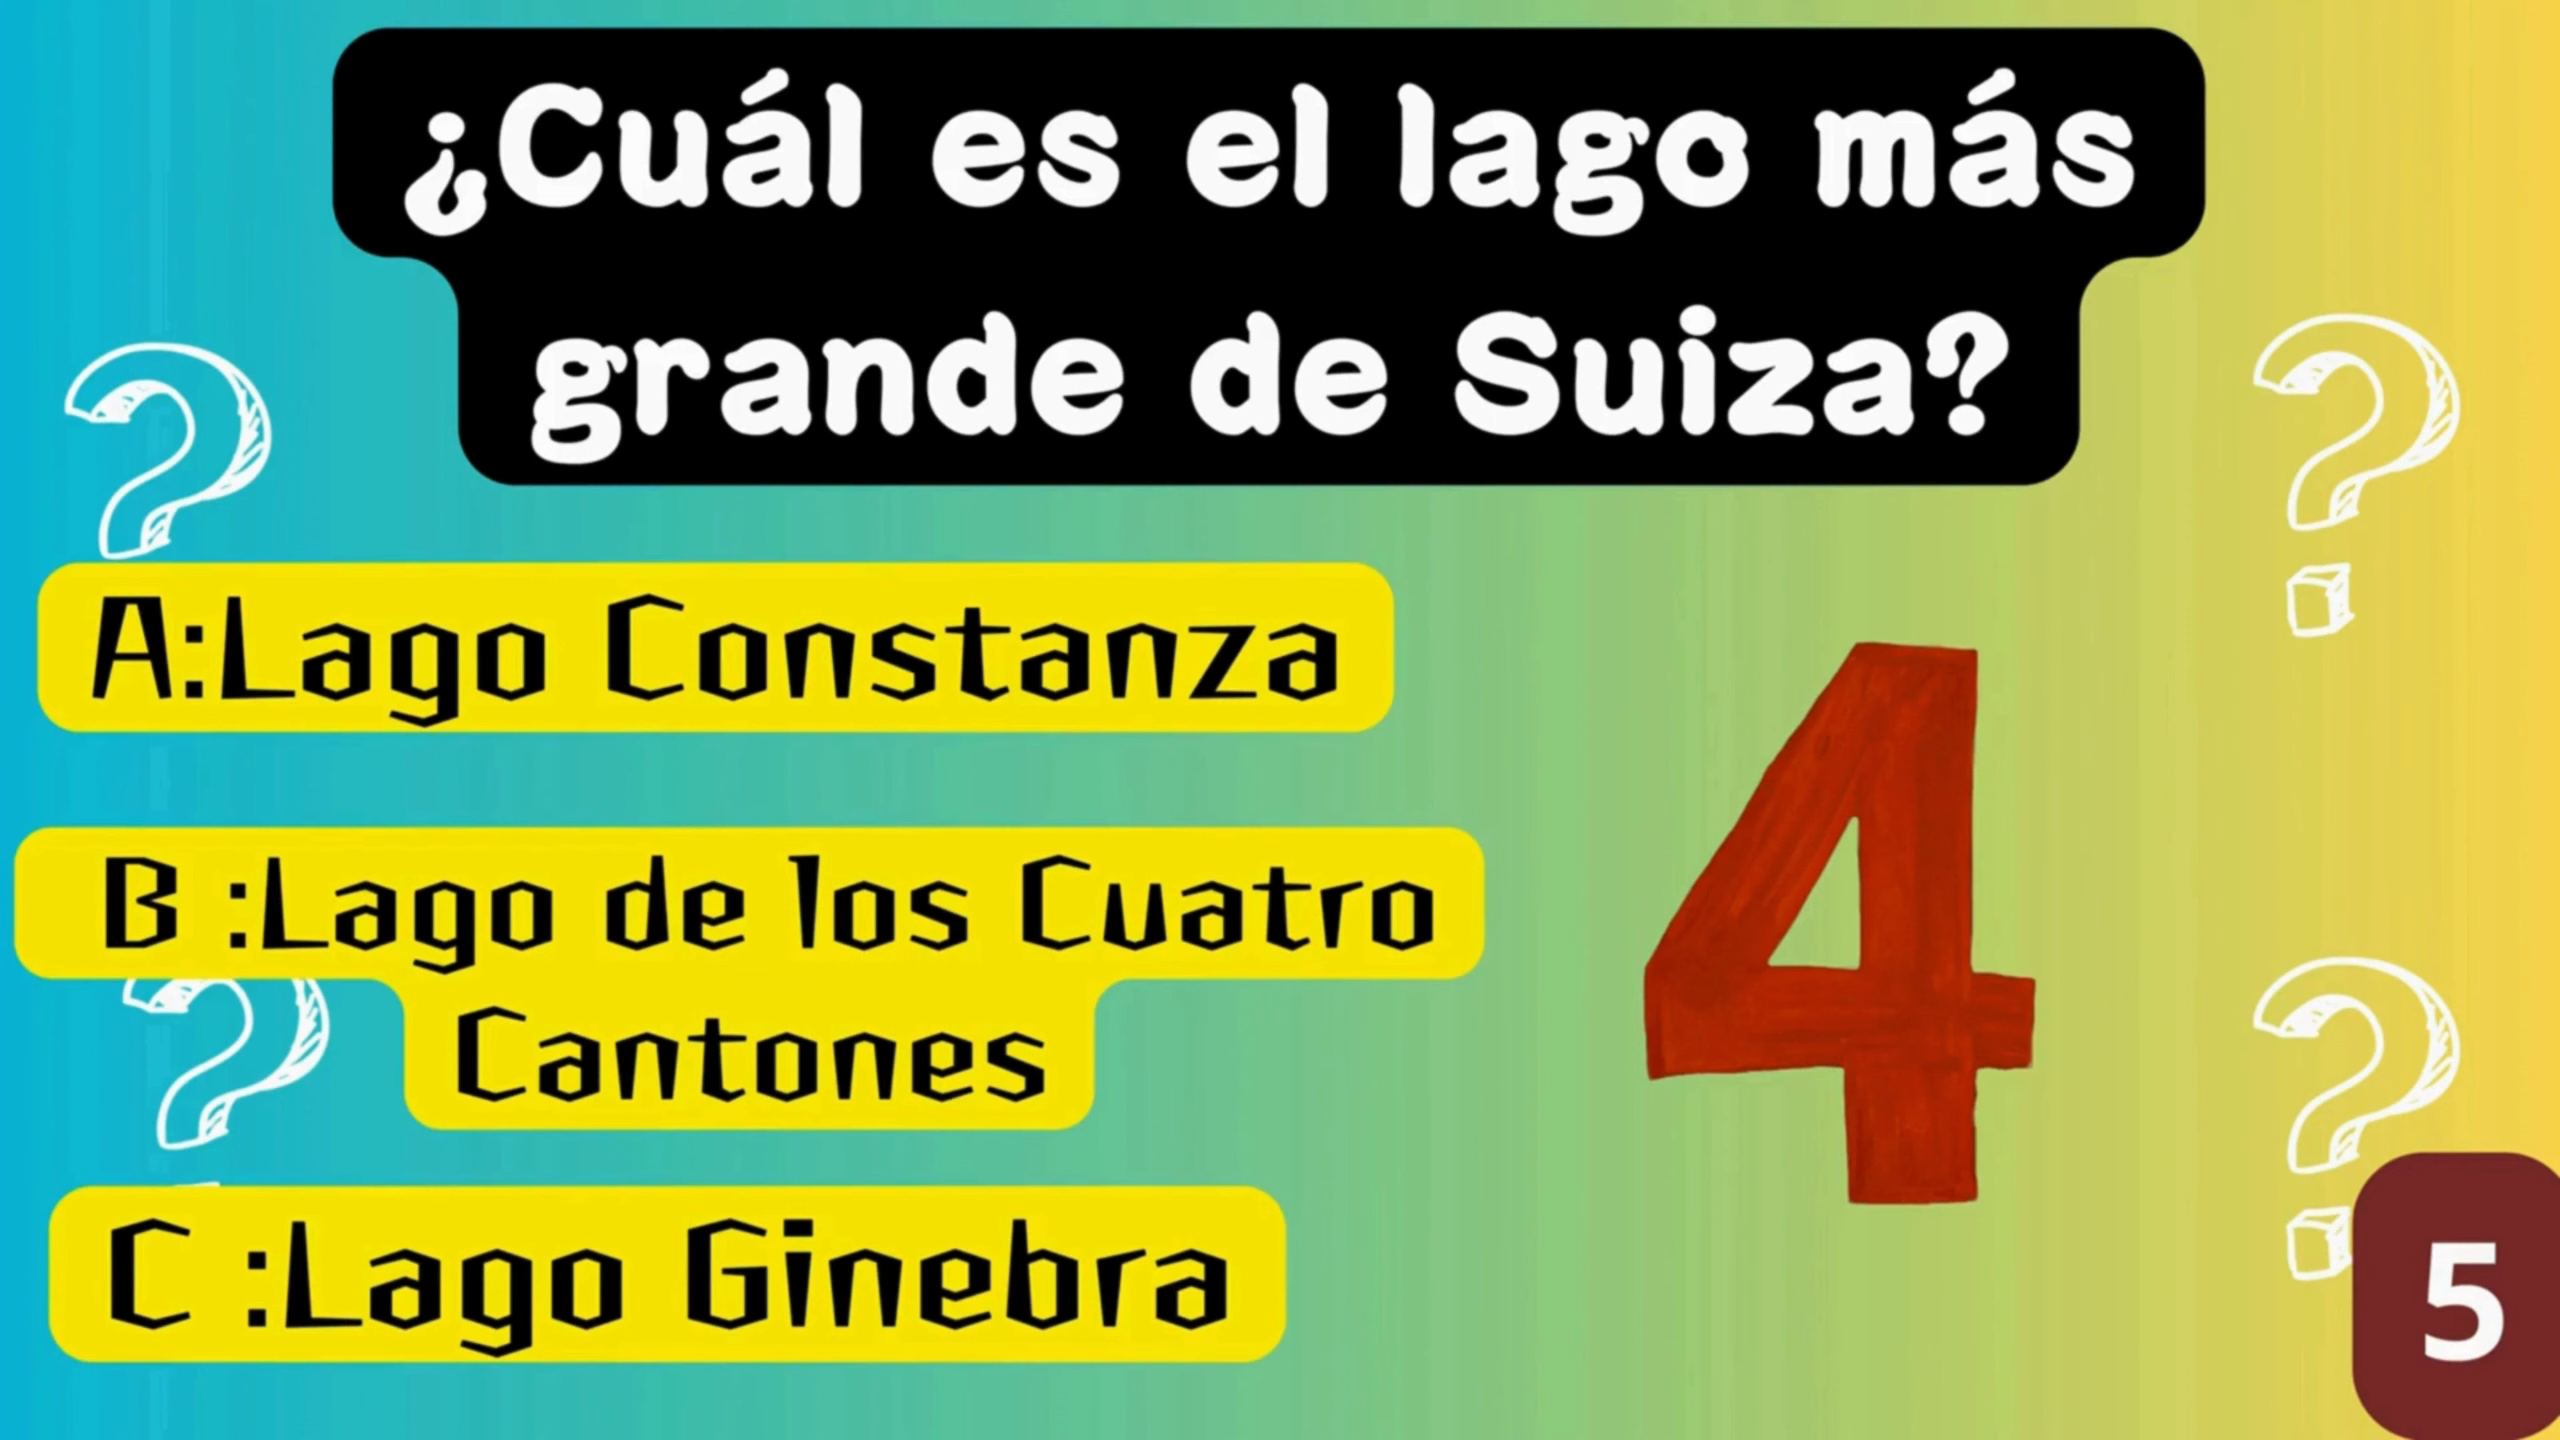 ¿Cuál es el lago más
grande de Suiza?
A:Lago Constanza
B :Lago de los Cuatro
Cantones
C :Lago Ginebra
4
5